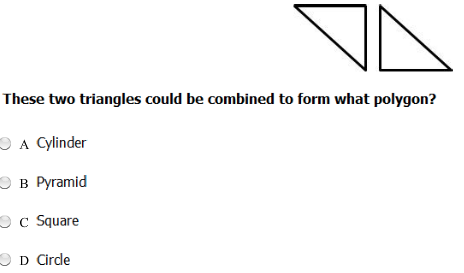 These two triangles could be combined to form what polygon?
A Cylinder
B Pyramid
C Square
D Circle